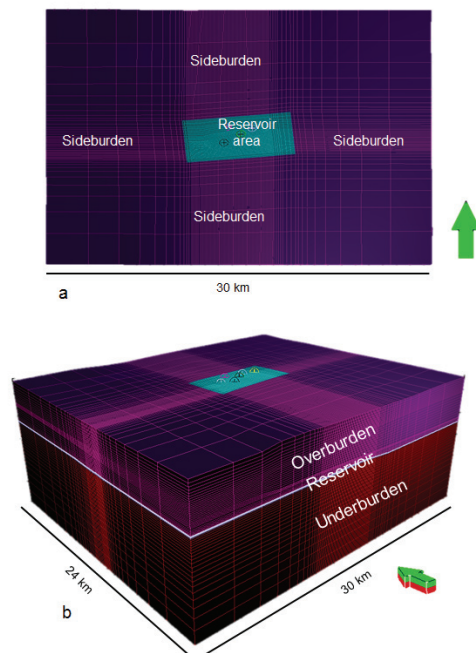 Sideburden
Sideburden
Reservoir
area
Sideburden
Sideburden
30 km
a
Overburden
Reservoir
Underburden
24 km
30 km
b